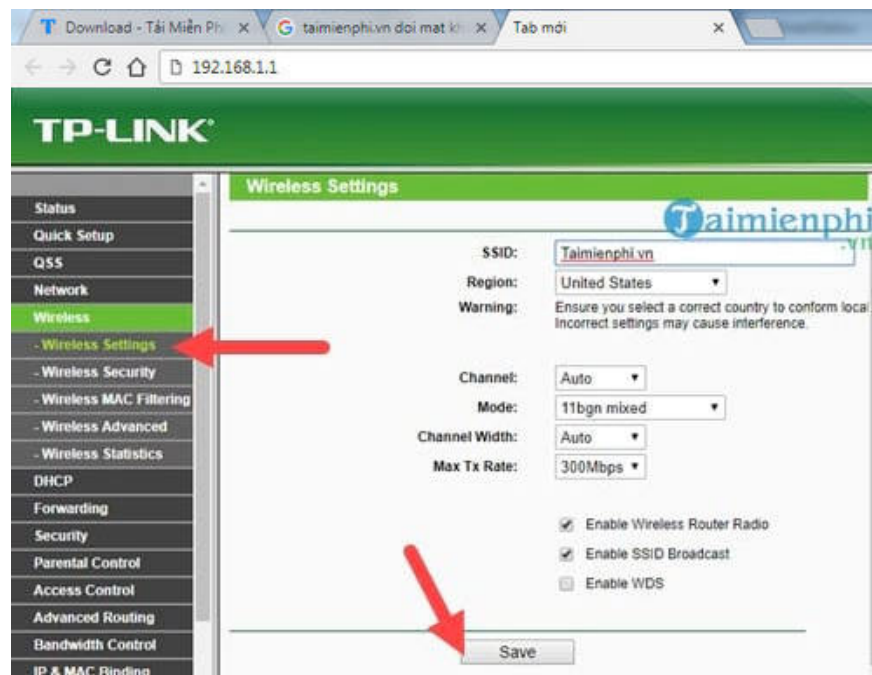 Download - Tải Miễn Ph
taimienphi.vn doi mat kh
Tab mới
192.168.1.1
TP-LINK®
Wireless Settings
Status
Quick Setup
QSS
Network
Wireless
- Wireless Settings
- Wireless Security
- Wireless MAC Filtering
- Wireless Advanced
- Wireless Statistics
DHCP
Forwarding
Security
Parental Control
Access Control
Advanced Routing
Bandwidth Control
IP & MAC Binding
Taimienphi
.vn
SSID: Taimienphi.vn
Region: United States
Warning: Ensure you select a correct country to conform local
Incorrect settings may cause interference.
Channel: Auto
Mode: 11bgn mixed
Channel Width: Auto
Max Tx Rate: 300Mbps
Enable Wireless Router Radio
Enable SSID Broadcast
Enable WDS
Save